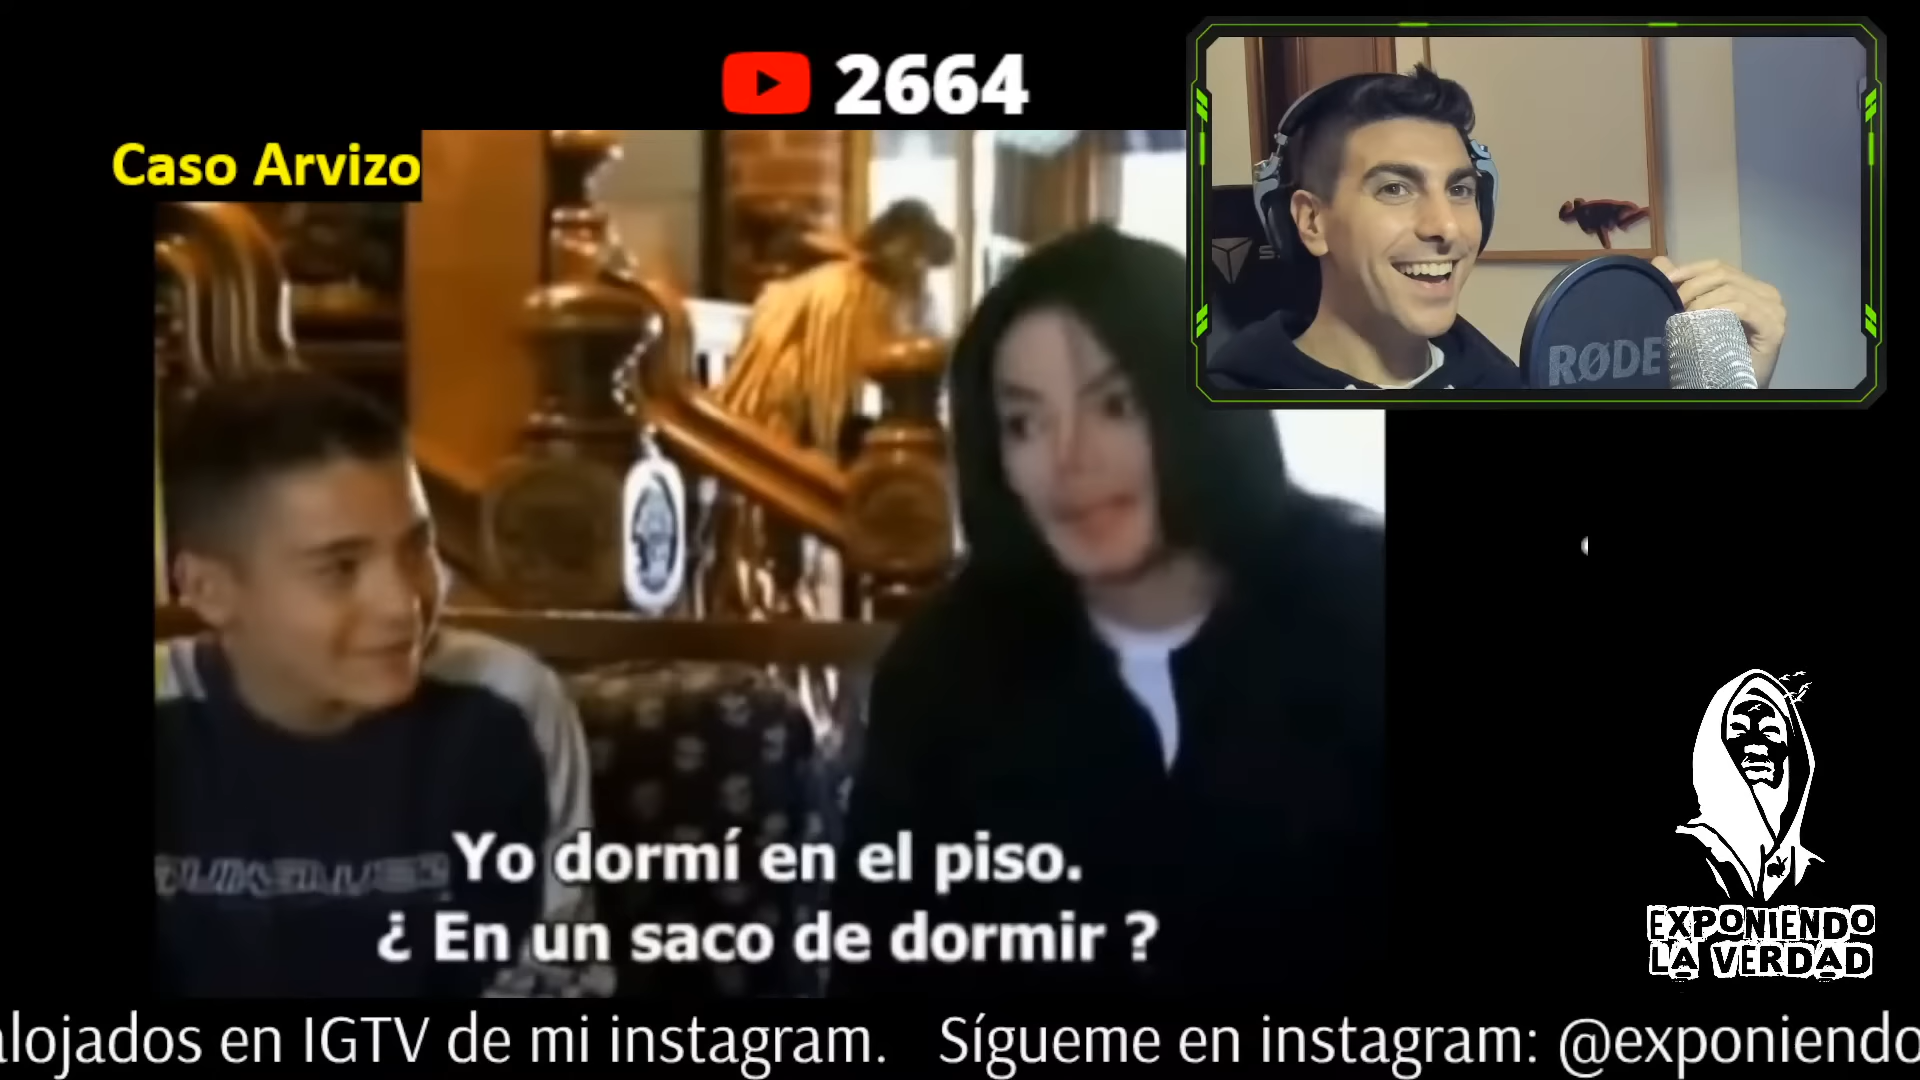 2664
Caso Arvizo
RØDE
Yo dormí en el piso.
¿ En un saco de dormir ?
EXPONIENDO
LA VERDAD
alojados en IGTV de mi instagram. Sígueme en instagram: @exponiendo